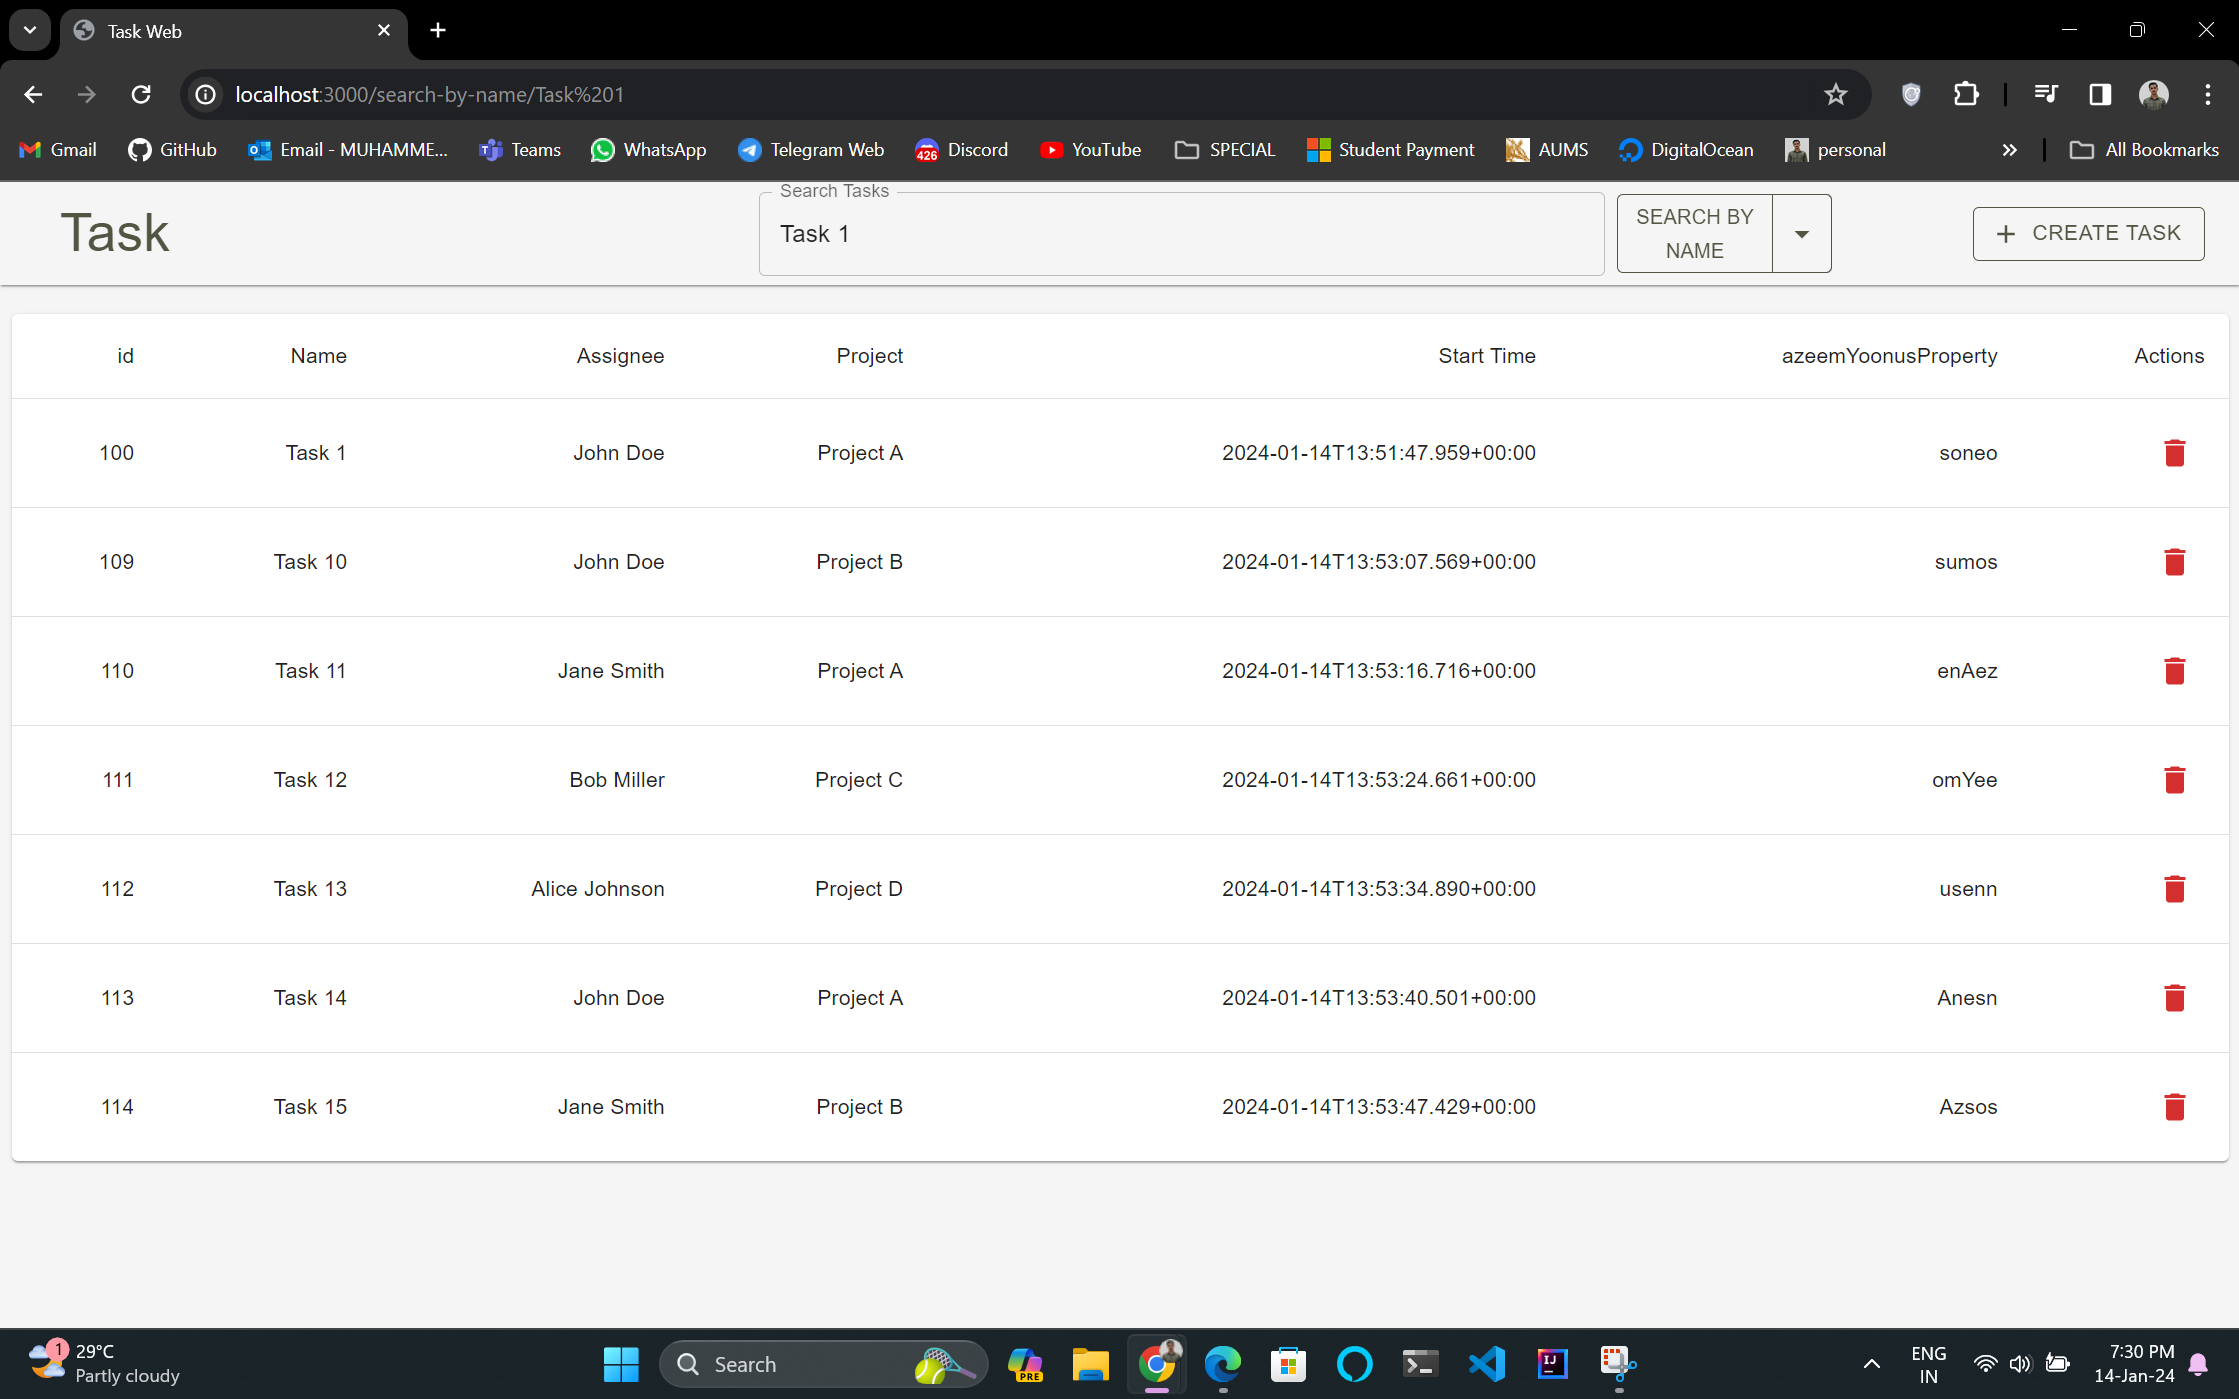 Task Web
localhost:3000/search-by-name/Task%201
Gmail GitHub Email - MUHAMME... Teams WhatsApp Telegram Web 426 Discord YouTube SPECIAL Student Payment AUMS DigitalOcean personal All Bookmarks
Search Tasks
Task
Task 1
SEARCH BY
NAME
CREATE TASK
id Name Assignee Project Start Time azeemYoonusProperty Actions
100 Task 1 John Doe Project A 2024-01-14T13:51:47.959+00:00 soneo
109 Task 10 John Doe Project B 2024-01-14T13:53:07.569+00:00 sumos
110 Task 11 Jane Smith Project A 2024-01-14T13:53:16.716+00:00 enAez
111 Task 12 Bob Miller Project C 2024-01-14T13:53:24.661+00:00 omYee
112 Task 13 Alice Johnson Project D 2024-01-14T13:53:34.890+00:00 usenn
113 Task 14 John Doe Project A 2024-01-14T13:53:40.501+00:00 Anesn
114 Task 15 Jane Smith Project B 2024-01-14T13:53:47.429+00:00 Azsos
1
29°C
Partly cloudy
Search
PRE
IJ
ENG
IN
7:30 PM
14-Jan-24